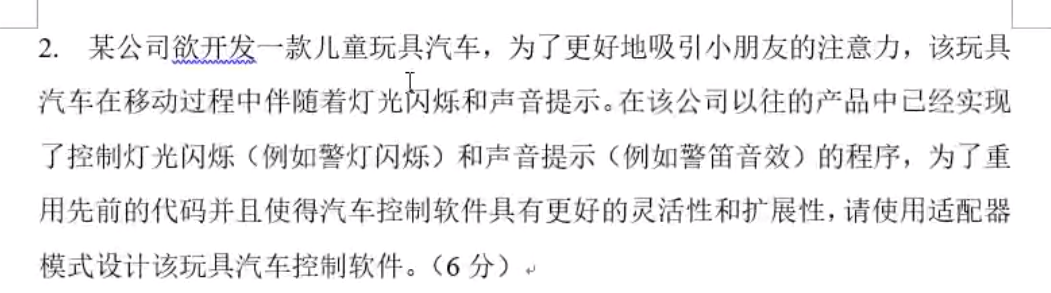 2. 某公司欲开发一款儿童玩具汽车，为了更好地吸引小朋友的注意力，该玩具
汽车在移动过程中伴随着灯光闪烁和声音提示。在该公司以往的产品中已经实现
了控制灯光闪烁（例如警灯闪烁）和声音提示（例如警笛音效）的程序，为了重
用先前的代码并且使得汽车控制软件具有更好的灵活性和扩展性，请使用适配器
模式设计该玩具汽车控制软件。（6 分）